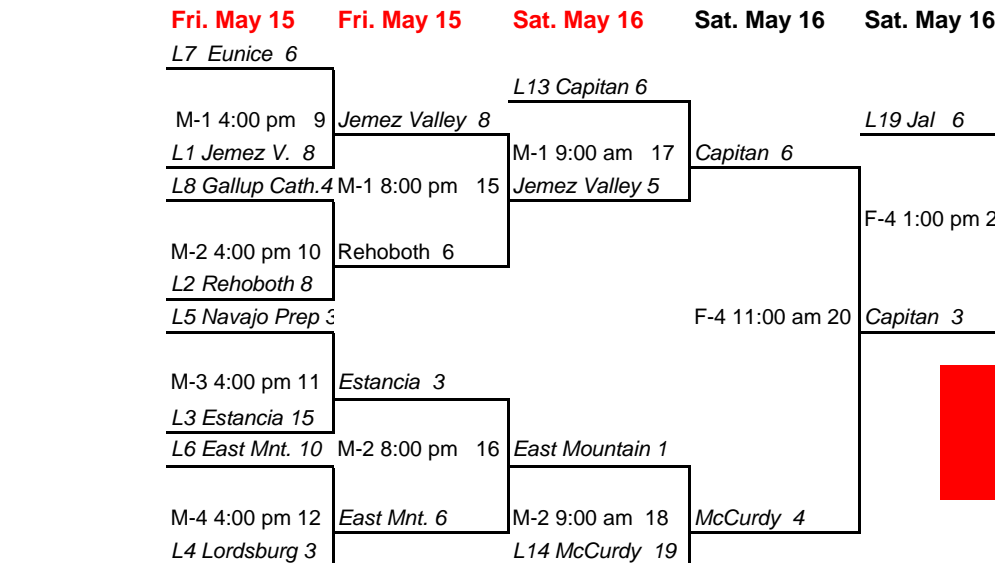 Fri. May 15 Fri. May 15 Sat. May 16 Sat. May 16 Sat. May 16
L7 Eunice 6
L13 Capitan 6
M-1 4:00 pm 9 Jemez Valley 8 L19 Jal 6
L1 Jemez V. 8 M-1 9:00 am 17 Capitan 6
L8 Gallup Cath.4 M-1 8:00 pm 15 Jemez Valley 5
F-4 1:00 pm 2
M-2 4:00 pm 10 Rehoboth 6
L2 Rehoboth 8
L5 Navajo Prep 3 F-4 11:00 am 20 Capitan 3
M-3 4:00 pm 11 Estancia 3
L3 Estancia 15
L6 East Mnt. 10 M-2 8:00 pm 16 East Mountain 1
M-4 4:00 pm 12 East Mnt. 6 M-2 9:00 am 18 McCurdy 4
L4 Lordsburg 3 L14 McCurdy 19